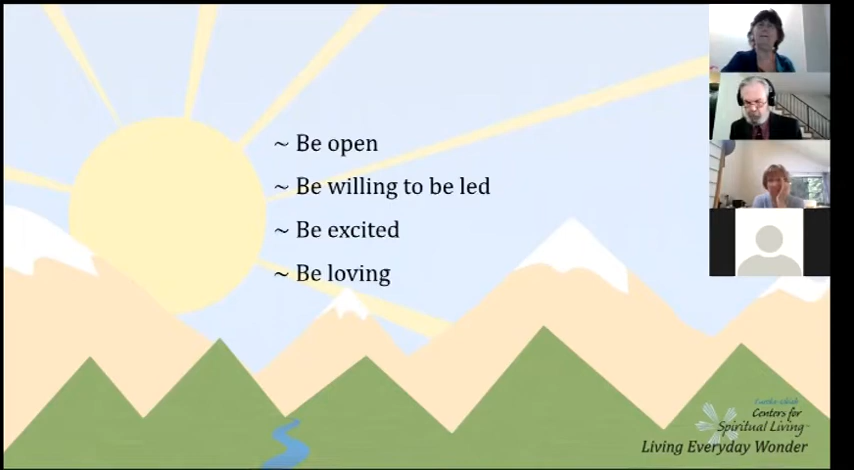 ~ Be open
~ Be willing to be led
~ Be excited
~ Be loving
Centers for
Spiritual Living
Living Everyday Wonder